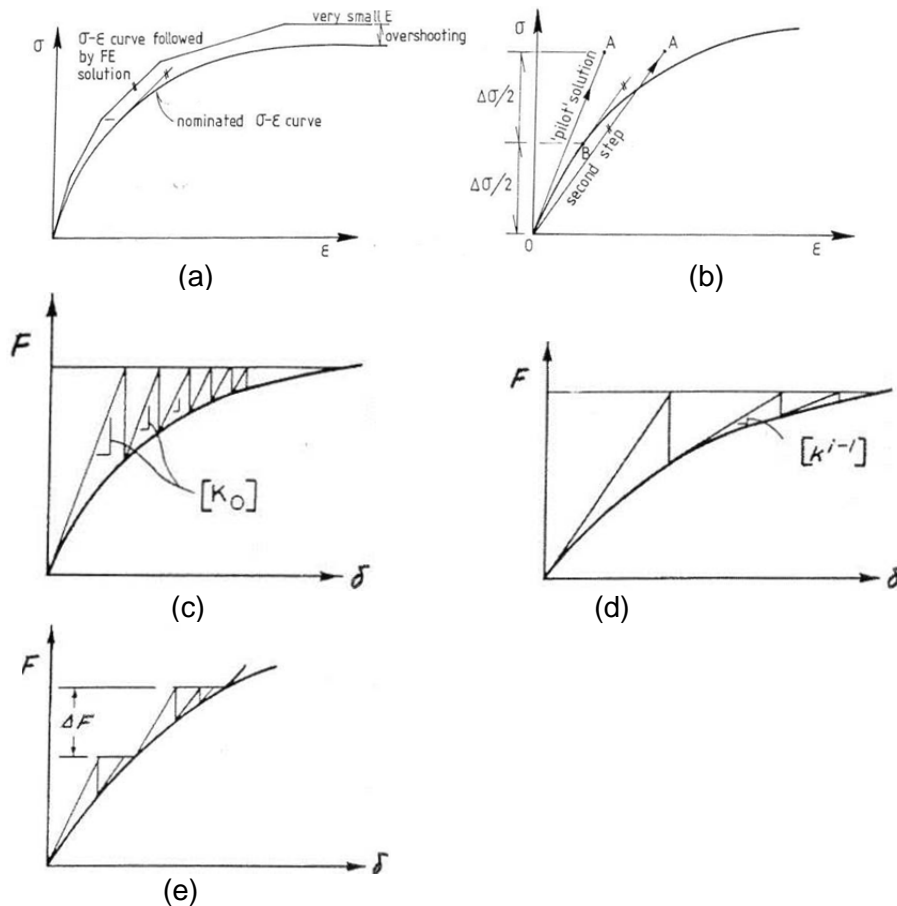 σ
very small E
σ-ε curve followed
by FE
solution
overshooting
nominated σ-ε curve
ε
(a)
σ
A
A
Δσ/2
'pilot' solution
B
Δσ/2
second step
O
ε
(b)
F
[K₀]
δ
(c)
F
[Kⁱ⁻¹]
δ
(d)
F
ΔF
δ
(e)